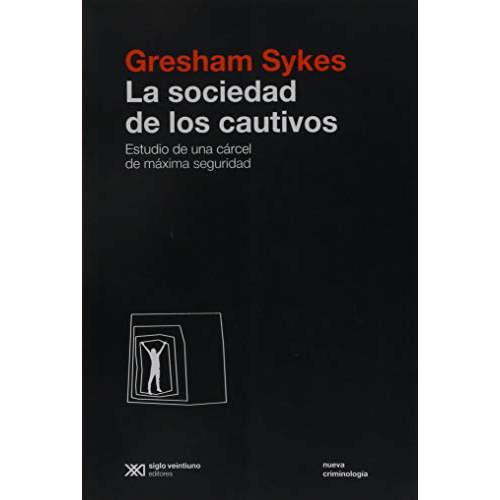 Gresham Sykes
La sociedad
de los cautivos
Estudio de una cárcel
de máxima seguridad
siglo veintiuno
editores
nueva
criminología